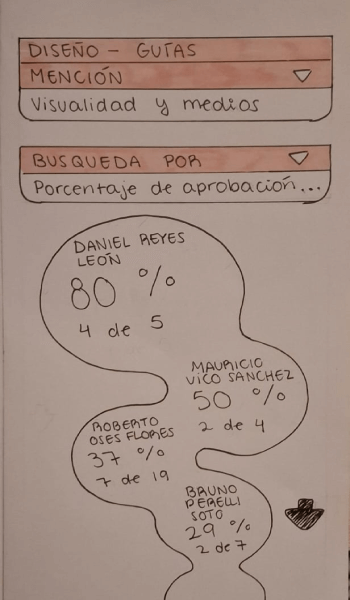 DISEÑO - GUÍAS
MENCIÓN
Visualidad y medios
BUSQUEDA POR
Porcentaje de aprobación...
DANIEL REYES
LEÓN
80 %
4 de 5
MAURICIO
VICO SANCHEZ
50 %
2 de 4
ROBERTO
OSES FLORES
37 %
7 de 19
BRUNO
PERELLI
SOTO
29 %
2 de 7